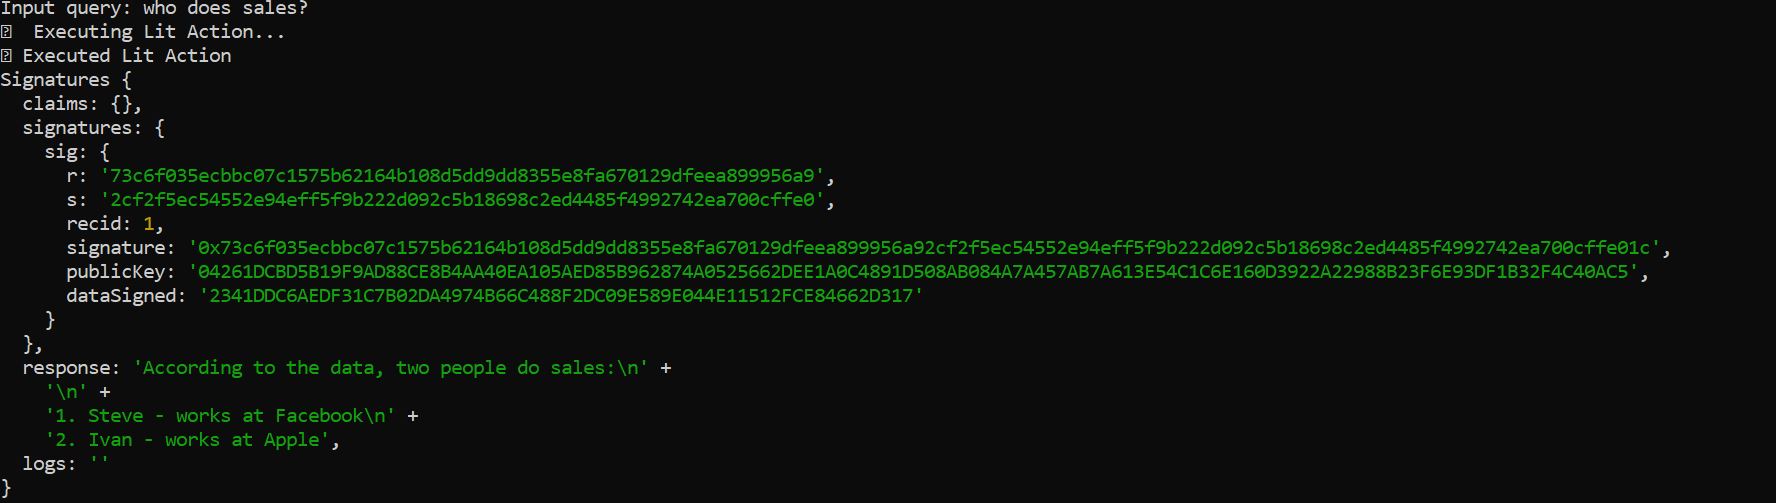 Input query: who does sales?
Executing Lit Action...
Executed Lit Action
Signatures {
claims: {},
signatures: {
sig: {
r: '73c6f035ecbbc07c1575b62164b108d5dd9dd8355e8fa670129dfeea899956a9',
s: '2cf2f5ec54552e94eff5f9b222d092c5b18698c2ed4485f4992742ea700cffe0',
recid: 1,
signature: '0x73c6f035ecbbc07c1575b62164b108d5dd9dd8355e8fa670129dfeea899956a92cf2f5ec54552e94eff5f9b222d092c5b18698c2ed4485f4992742ea700cffe01c',
publicKey: '04261DCBD5B19F9AD88CE8B4AA40EA105AED85B962874A0525662DEE1A0C4891D508AB084A7A457AB7A613E54C1C6E160D3922A22988B23F6E93DF1B32F4C40AC5',
dataSigned: '2341DDC6AEDF31C7B02DA4974B66C488F2DC09E589E044E11512FCE84662D317'
}
},
response: 'According to the data, two people do sales:\n' +
'\n' +
'1. Steve - works at Facebook\n' +
'2. Ivan - works at Apple',
logs: ''
}